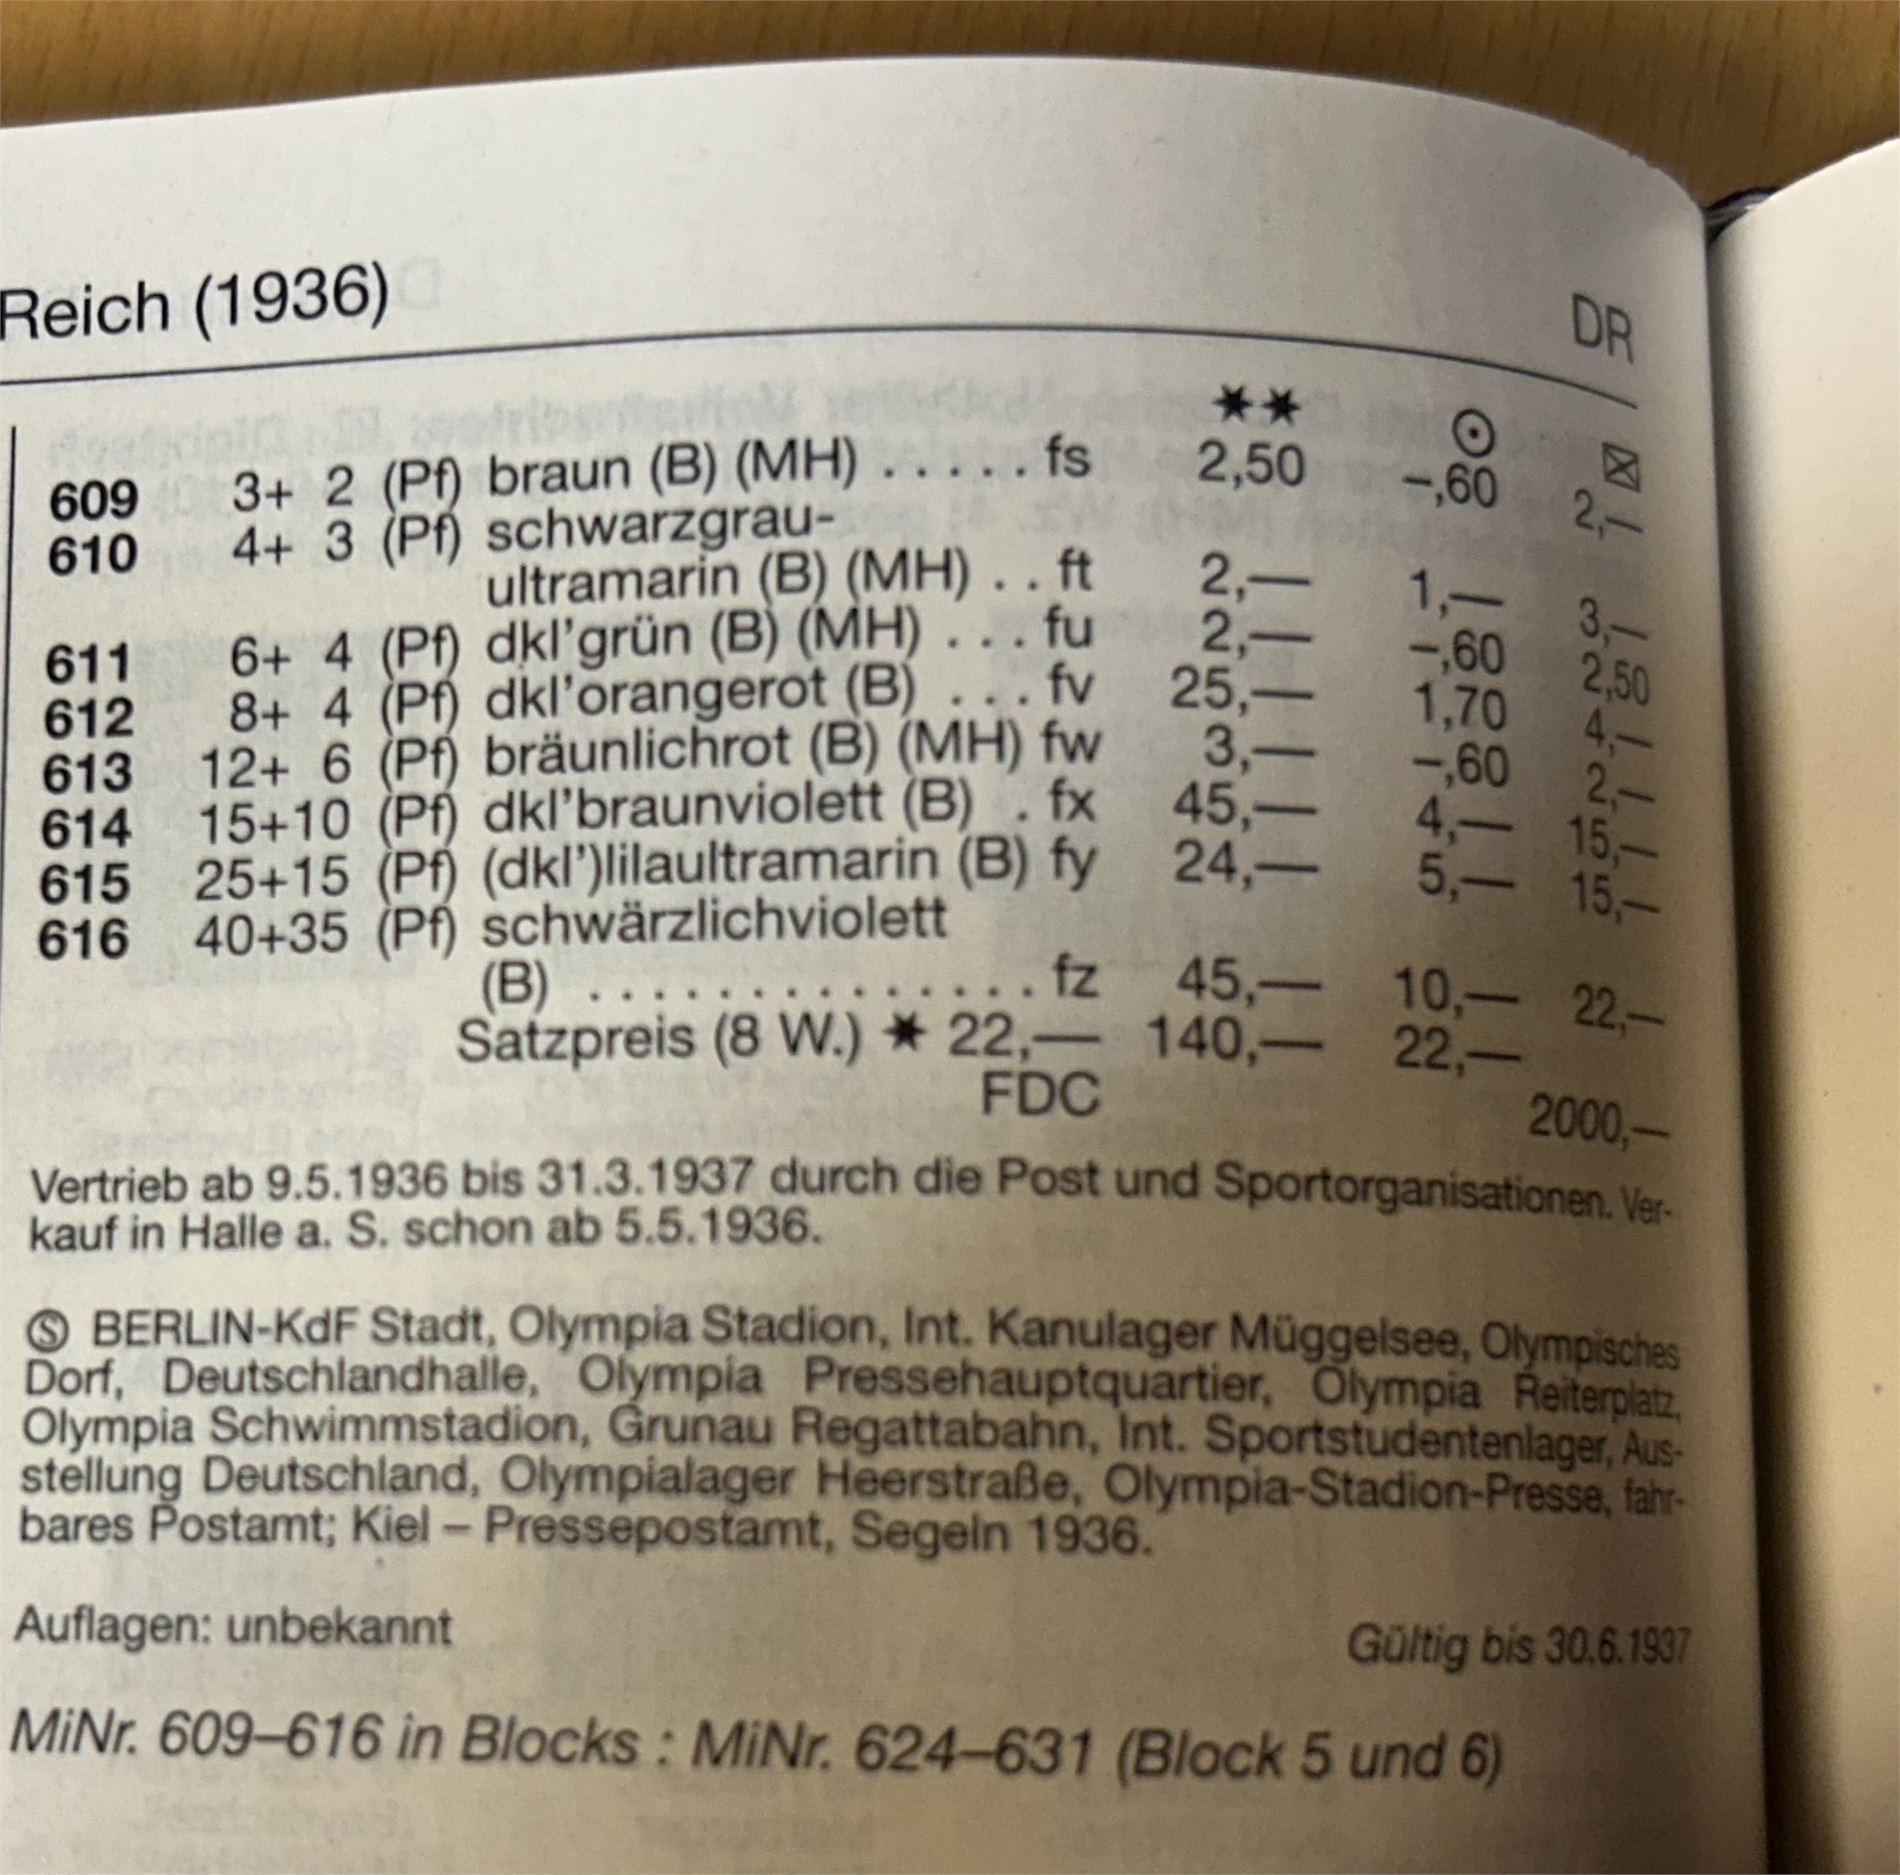 Reich (1936)
DR
✶✶ ⊙ ⊠
609 3+ 2 (Pf) braun (B) (MH) ..... fs 2,50 –,60 2,—
610 4+ 3 (Pf) schwarzgrau-
ultramarin (B) (MH) .. ft 2,— 1,— 3,—
611 6+ 4 (Pf) dkl'grün (B) (MH) ... fu 2,— –,60 2,50
612 8+ 4 (Pf) dkl'orangerot (B) ... fv 25,— 1,70 4,—
613 12+ 6 (Pf) bräunlichrot (B) (MH) fw 3,— –,60 2,—
614 15+10 (Pf) dkl'braunviolett (B) . fx 45,— 4,— 15,—
615 25+15 (Pf) (dkl')lilaultramarin (B) fy 24,— 5,— 15,—
616 40+35 (Pf) schwärzlichviolett
(B) ............... fz 45,— 10,— 22,—
Satzpreis (8 W.) ✶ 22,— 140,— 22,—
FDC 2000,—
Vertrieb ab 9.5.1936 bis 31.3.1937 durch die Post und Sportorganisationen. Ver-
kauf in Halle a. S. schon ab 5.5.1936.
Ⓢ BERLIN-KdF Stadt, Olympia Stadion, Int. Kanulager Müggelsee, Olympisches
Dorf, Deutschlandhalle, Olympia Pressehauptquartier, Olympia Reiterplatz,
Olympia Schwimmstadion, Grunau Regattabahn, Int. Sportstudentenlager, Aus-
stellung Deutschland, Olympialager Heerstraße, Olympia-Stadion-Presse, fahr-
bares Postamt; Kiel – Pressepostamt, Segeln 1936.
Auflagen: unbekannt
Gültig bis 30.6.1937
MiNr. 609–616 in Blocks : MiNr. 624–631 (Block 5 und 6)